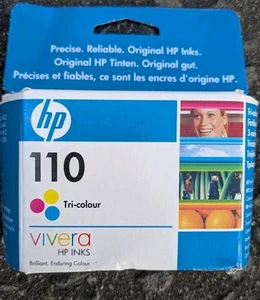 Precise. Reliable. Original HP Inks.
Original HP Tinten. Original gut.
Précises et fiables, ce sont les encres d'origine HP.
hp
110
Tri-colour
vivera
HP INKS
Brilliant, Enduring Colour